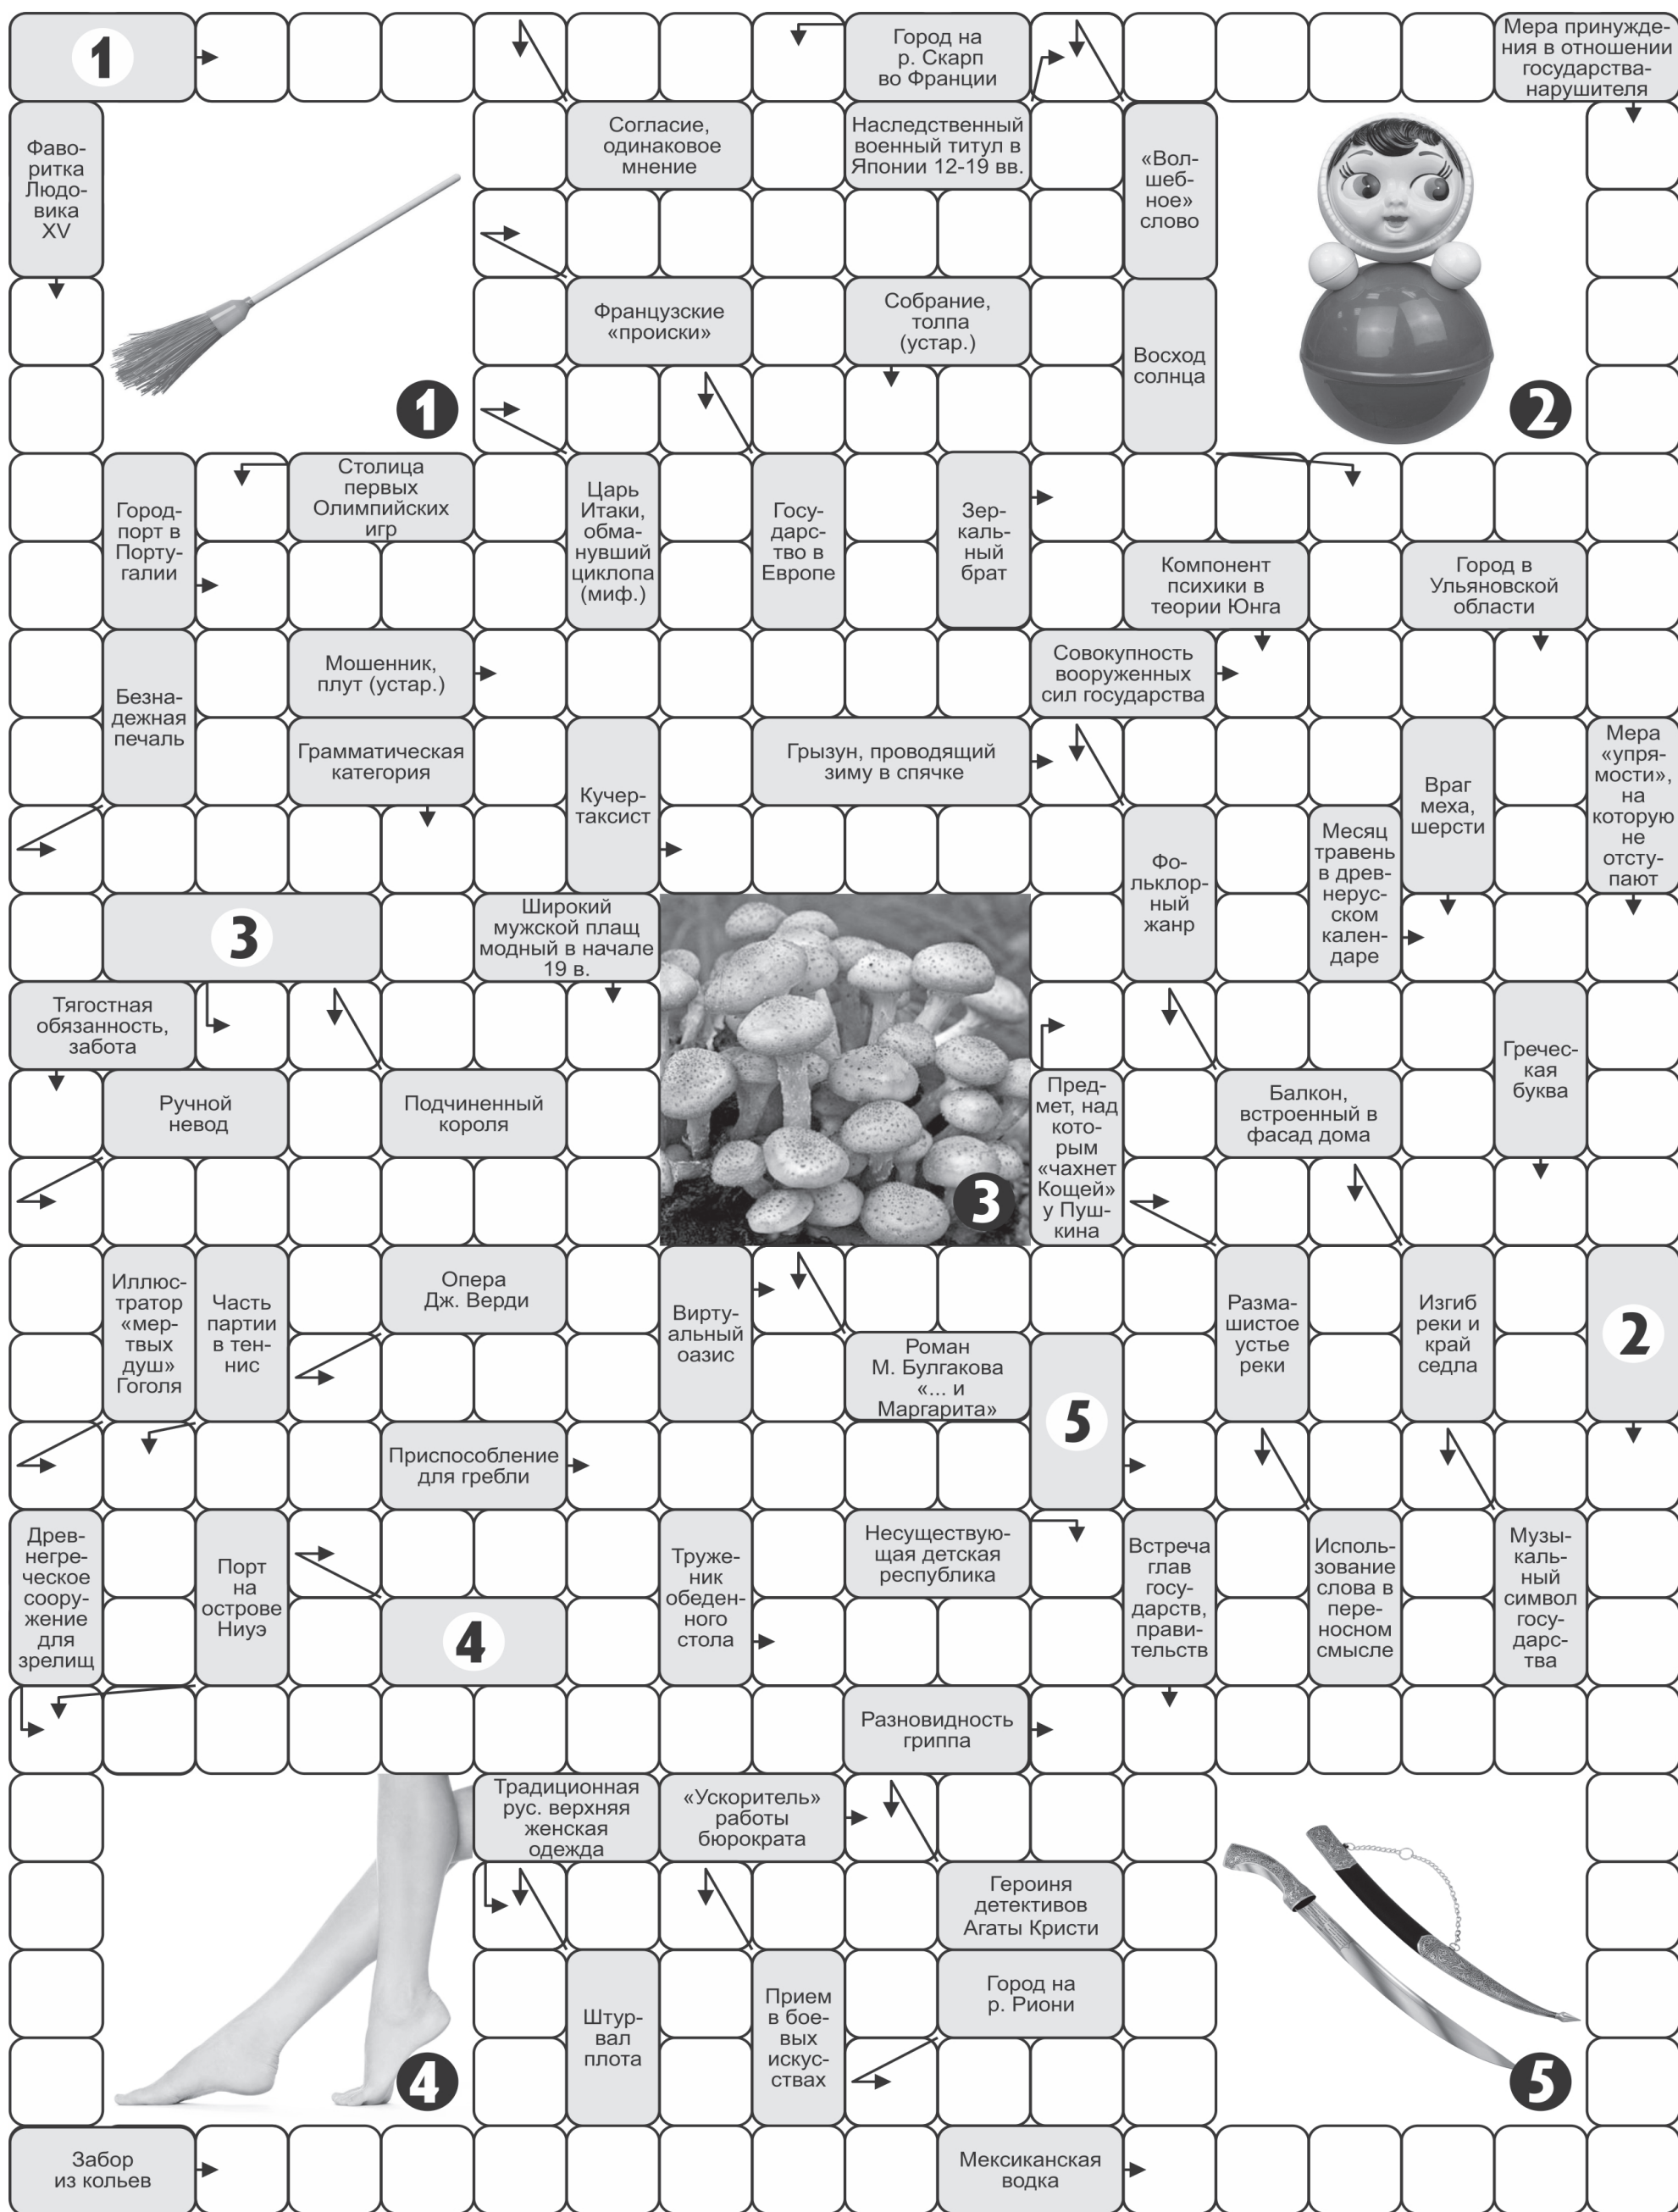 1
Город на
р. Скарп
во Франции
Мера принужде-
ния в отношении
государства-
нарушителя
Фаво-
ритка
Людо-
вика
XV
Согласие,
одинаковое
мнение
Наследственный
военный титул в
Японии 12-19 вв.
«Вол-
шеб-
ное»
слово
Французские
«происки»
Собрание,
толпа
(устар.)
Восход
солнца
1
2
Город-
порт в
Порту-
галии
Столица
первых
Олимпийских
игр
Царь
Итаки,
обма-
нувший
циклопа
(миф.)
Госу-
дарс-
тво в
Европе
Зер-
каль-
ный
брат
Компонент
психики в
теории Юнга
Город в
Ульяновской
области
Безна-
дежная
печаль
Мошенник,
плут (устар.)
Совокупность
вооруженных
сил государства
Грамматическая
категория
Кучер-
таксист
Грызун, проводящий
зиму в спячке
Враг
меха,
шерсти
Мера
«упря-
мости»,
на
которую
не
отсту-
пают
Фо-
льклор-
ный
жанр
Месяц
травень
в древ-
нерус-
ском
кален-
даре
3
Широкий
мужской плащ
модный в начале
19 в.
Тягостная
обязанность,
забота
Гречес-
кая
буква
Ручной
невод
Подчиненный
короля
Пред-
мет, над
кото-
рым
«чахнет
Кощей»
у Пуш-
кина
Балкон,
встроенный в
фасад дома
3
Иллюс-
тратор
«мер-
твых
душ»
Гоголя
Часть
партии
в тен-
нис
Опера
Дж. Верди
Вирту-
альный
оазис
Разма-
шистое
устье
реки
Изгиб
реки и
край
седла
2
Роман
М. Булгакова
«... и
Маргарита»
5
Приспособление
для гребли
Древ-
негре-
ческое
соору-
жение
для
зрелищ
Порт
на
острове
Ниуэ
Труже-
ник
обеден-
ного
стола
Несуществую-
щая детская
республика
Встреча
глав
госу-
дарств,
прави-
тельств
Исполь-
зование
слова в
пере-
носном
смысле
Музы-
каль-
ный
символ
госу-
дарс-
тва
4
Разновидность
гриппа
Традиционная
рус. верхняя
женская
одежда
«Ускоритель»
работы
бюрократа
Героиня
детективов
Агаты Кристи
Штур-
вал
плота
Прием
в бое-
вых
искус-
ствах
Город на
р. Риони
4
5
Забор
из кольев
Мексиканская
водка